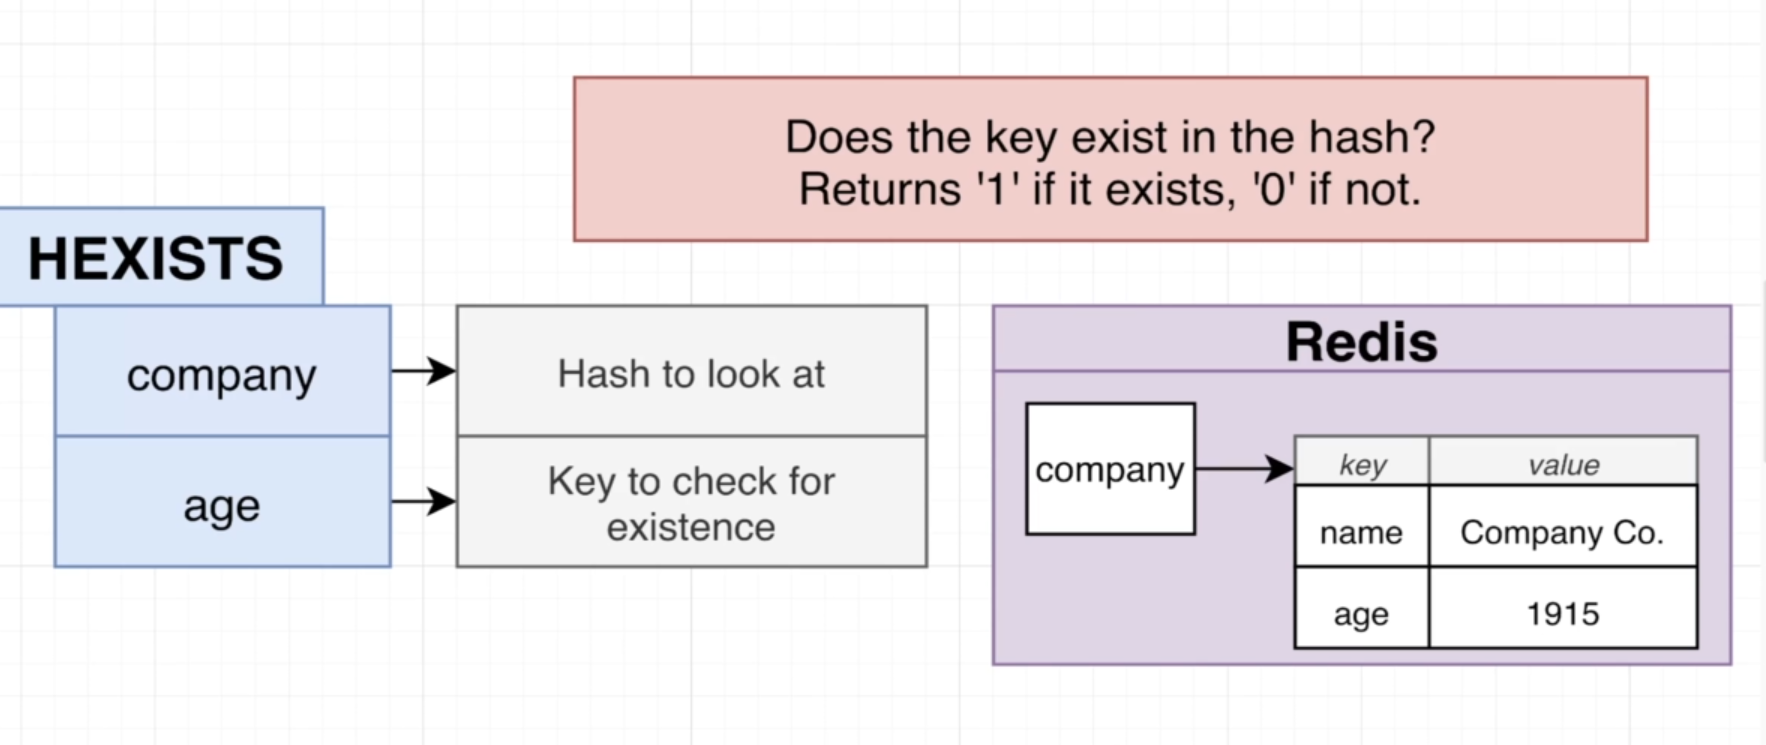 Does the key exist in the hash?
Returns '1' if it exists, '0' if not.
HEXISTS
company
Hash to look at
age
Key to check for
existence
Redis
company
key value
name Company Co.
age 1915